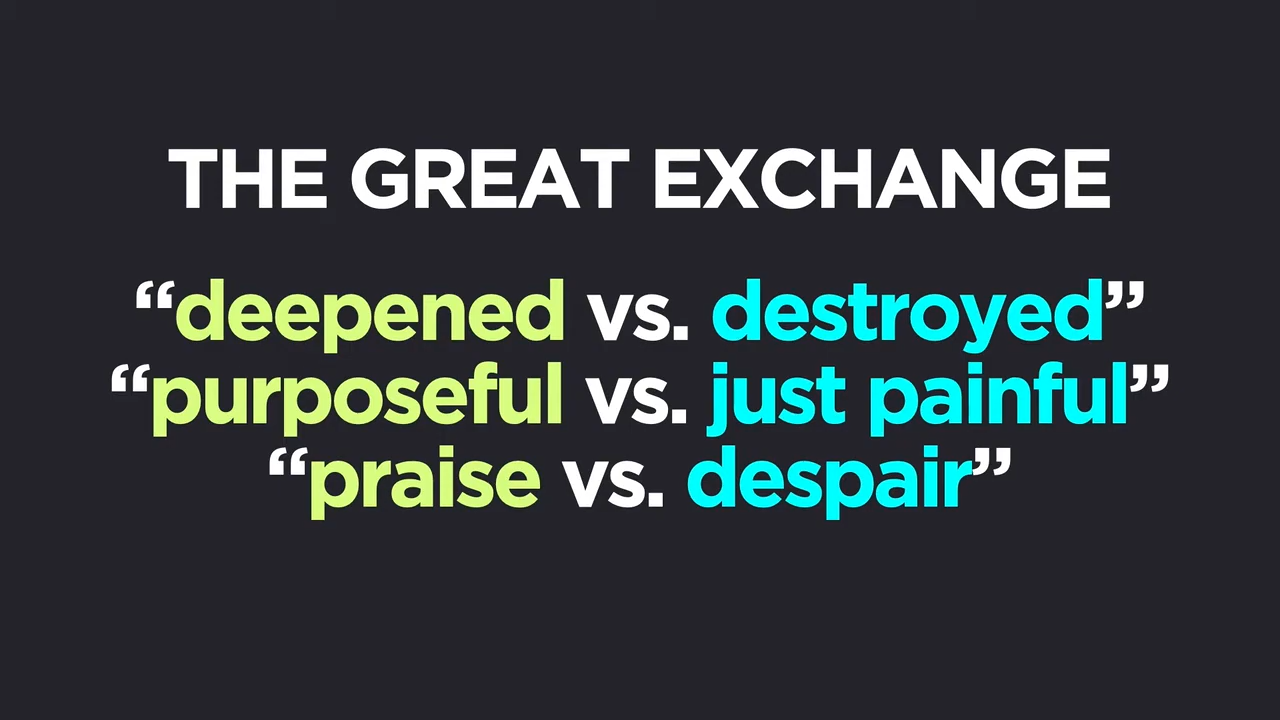 THE GREAT EXCHANGE
“deepened vs. destroyed”
“purposeful vs. just painful”
“praise vs. despair”